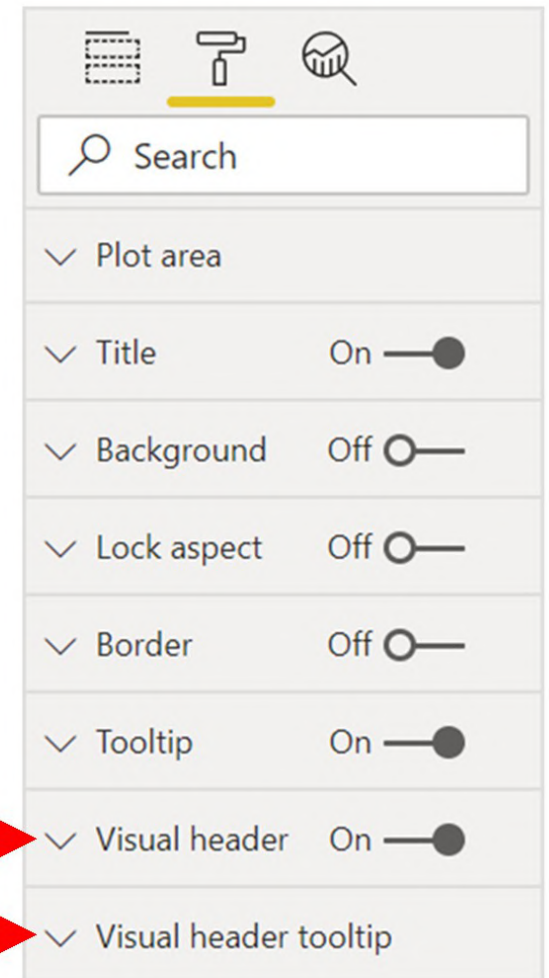 Search
Plot area
Title On
Background Off
Lock aspect Off
Border Off
Tooltip On
Visual header On
Visual header tooltip